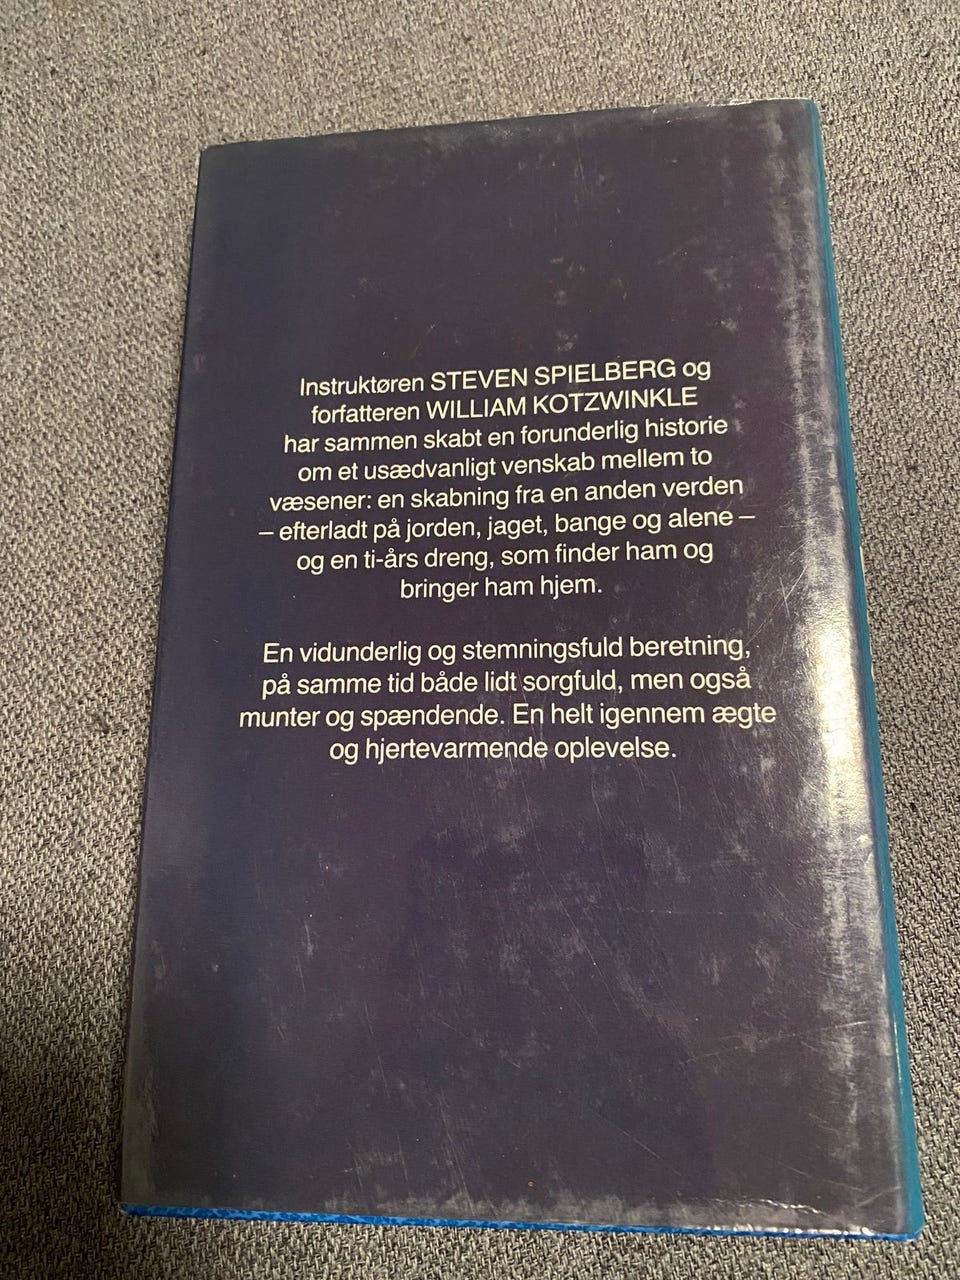 Instruktøren STEVEN SPIELBERG og
forfatteren WILLIAM KOTZWINKLE
har sammen skabt en forunderlig historie
om et usædvanligt venskab mellem to
væsener: en skabning fra en anden verden
– efterladt på jorden, jaget, bange og alene –
og en ti-års dreng, som finder ham og
bringer ham hjem.
En vidunderlig og stemningsfuld beretning,
på samme tid både lidt sorgfuld, men også
munter og spændende. En helt igennem ægte
og hjertevarmende oplevelse.